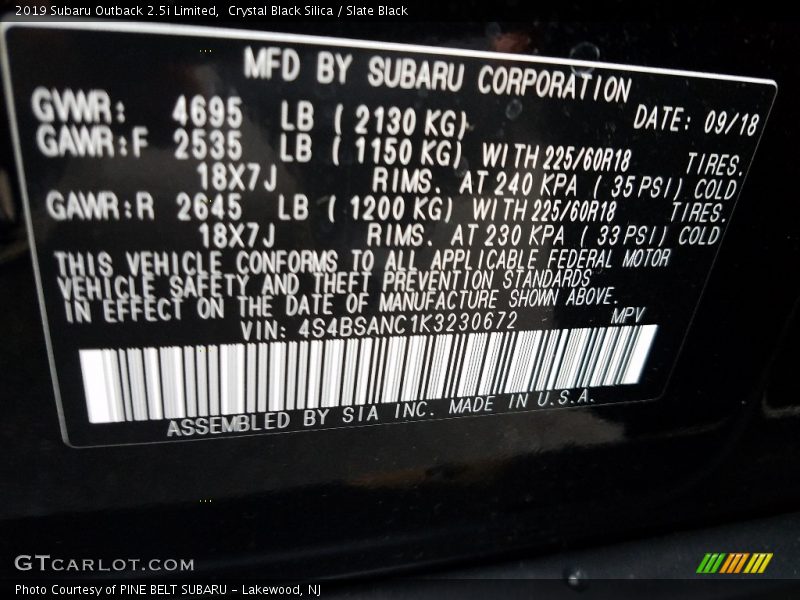 2019 Subaru Outback 2.5i Limited,  Crystal Black Silica / Slate Black
MFD BY SUBARU CORPORATION
GVWR: 4695 LB ( 2130 KG) DATE: 09/18
GAWR:F 2535 LB ( 1150 KG) WITH 225/60R18 TIRES.
18X7J RIMS. AT 240 KPA ( 35 PSI) COLD
GAWR:R 2645 LB ( 1200 KG) WITH 225/60R18 TIRES.
18X7J RIMS. AT 230 KPA ( 33 PSI) COLD
THIS VEHICLE CONFORMS TO ALL APPLICABLE FEDERAL MOTOR
VEHICLE SAFETY AND THEFT PREVENTION STANDARDS
IN EFFECT ON THE DATE OF MANUFACTURE SHOWN ABOVE.
VIN: 4S4BSANC1K3230672 MPV
ASSEMBLED BY SIA INC. MADE IN U.S.A.
GTCARLOT.COM
Photo Courtesy of PINE BELT SUBARU - Lakewood, NJ